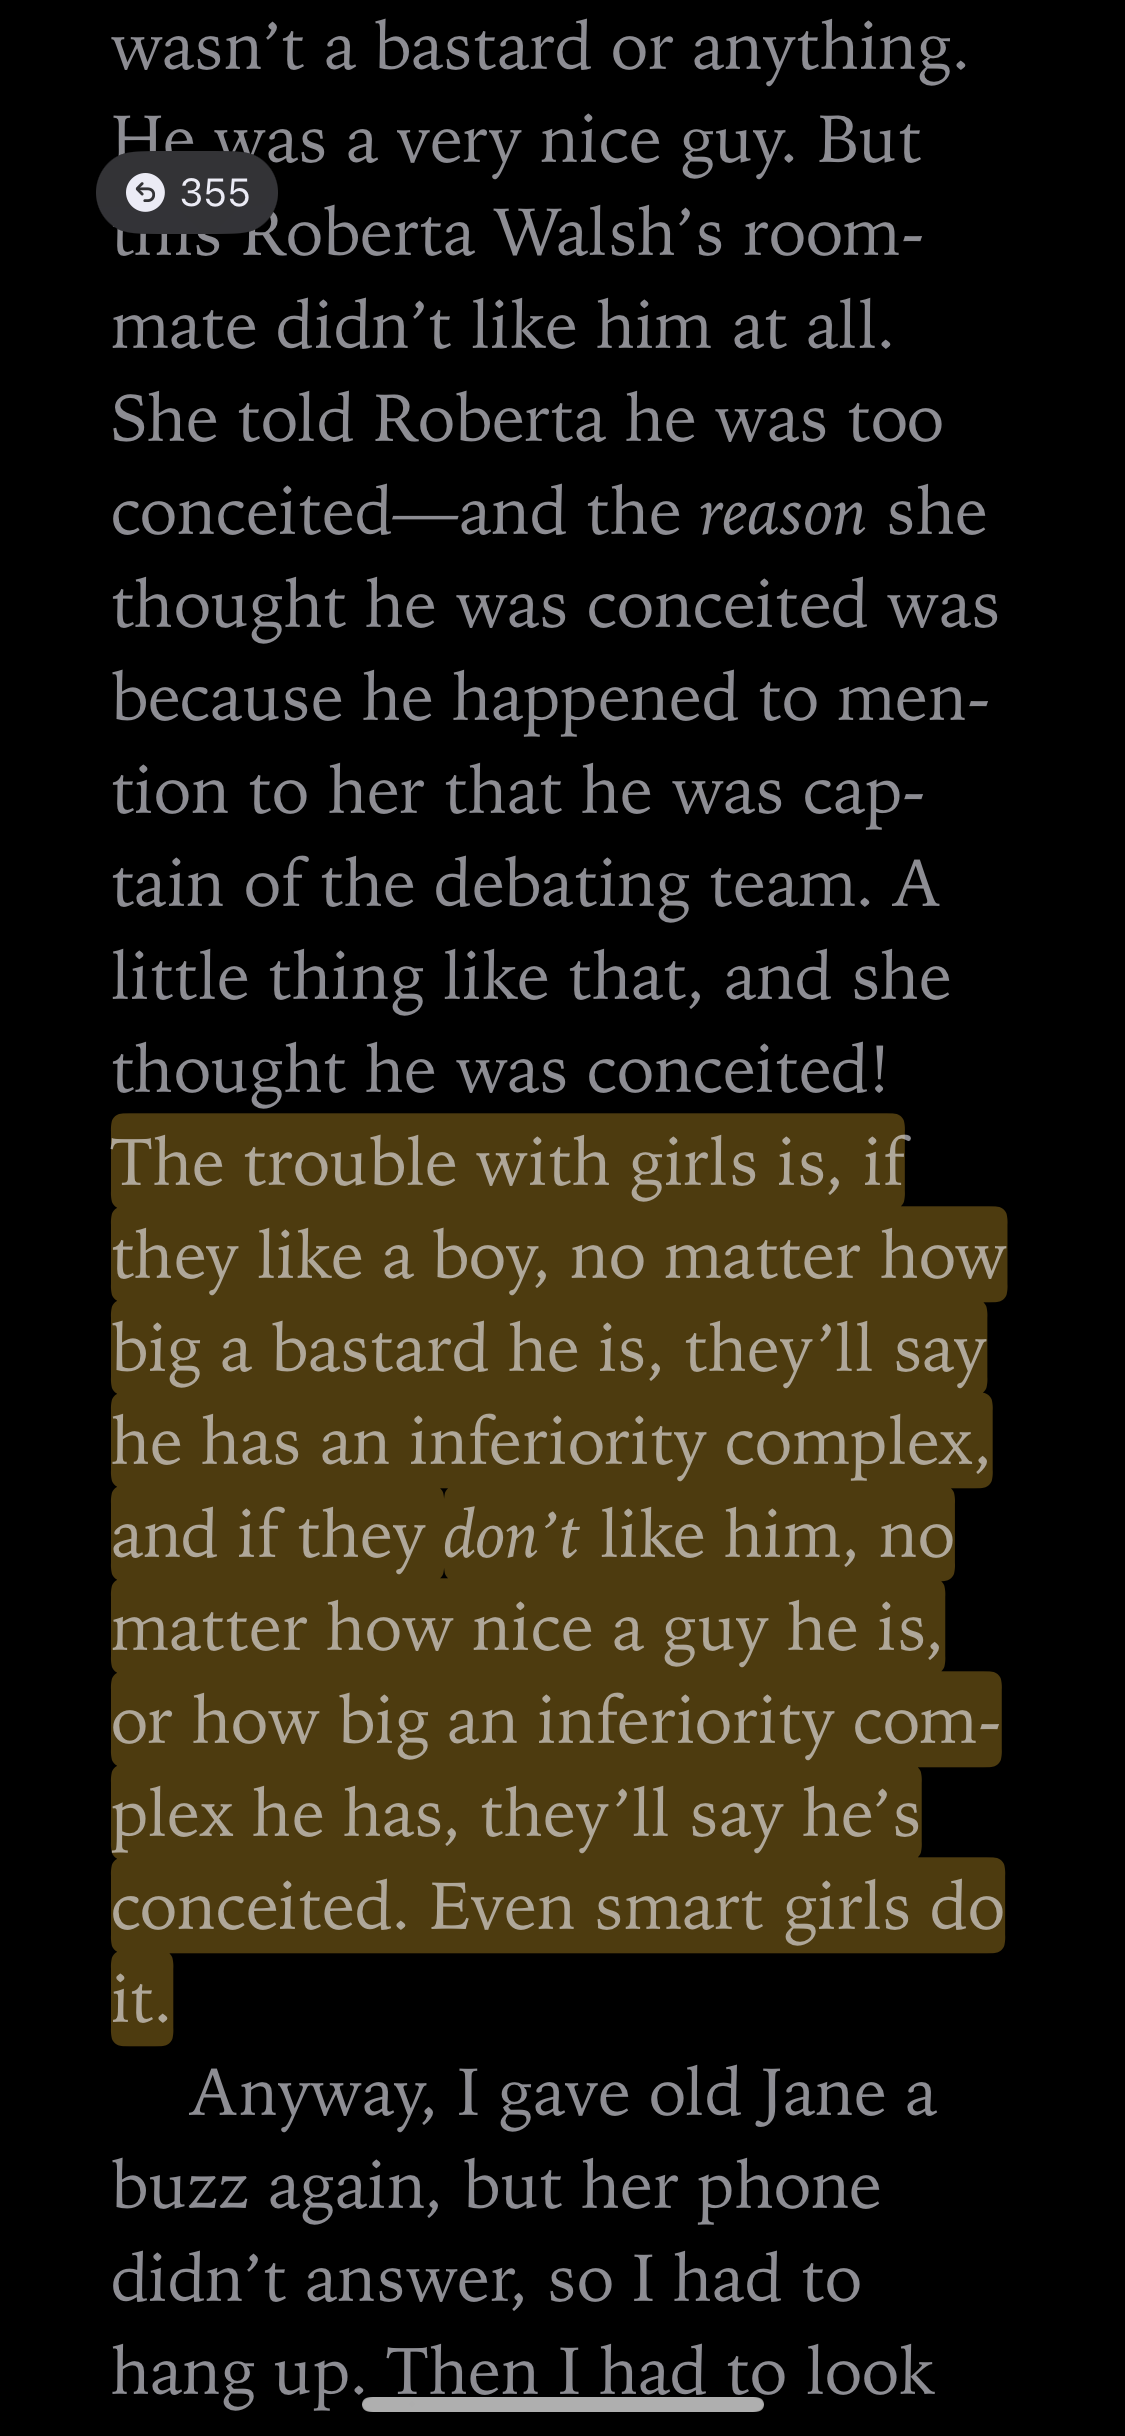 wasn’t a bastard or anything.
He was a very nice guy. But
355
this Roberta Walsh’s room-
mate didn’t like him at all.
She told Roberta he was too
conceited—and the reason she
thought he was conceited was
because he happened to men-
tion to her that he was cap-
tain of the debating team. A
little thing like that, and she
thought he was conceited!
The trouble with girls is, if
they like a boy, no matter how
big a bastard he is, they’ll say
he has an inferiority complex,
and if they don’t like him, no
matter how nice a guy he is,
or how big an inferiority com-
plex he has, they’ll say he’s
conceited. Even smart girls do
it.
Anyway, I gave old Jane a
buzz again, but her phone
didn’t answer, so I had to
hang up. Then I had to look